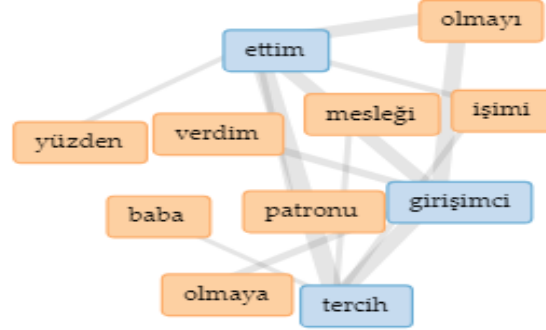 olmayı
ettim
mesleği
işimi
yüzden
verdim
girişimci
baba
patronu
olmaya
tercih